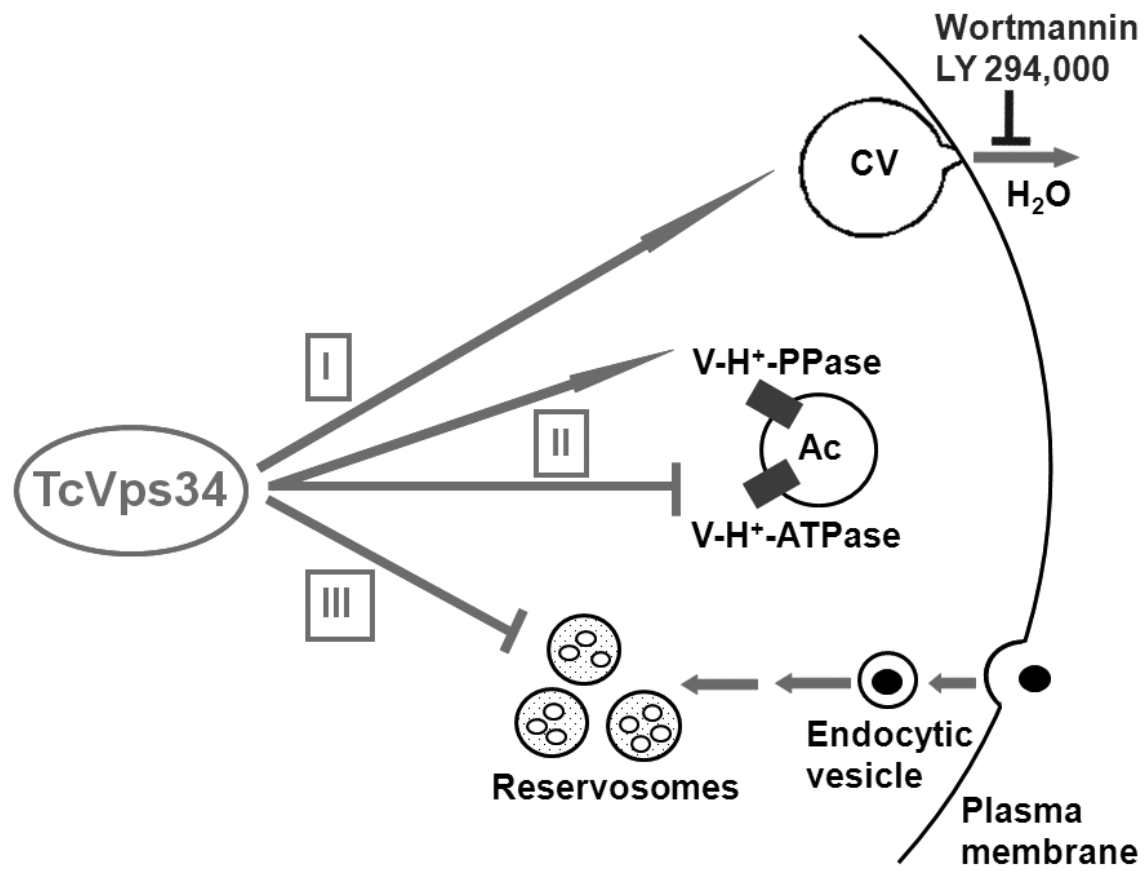 Wortmannin
LY 294,000
CV
H₂O
I
V-H⁺-PPase
II
Ac
TcVps34
V-H⁺-ATPase
III
Endocytic
vesicle
Reservosomes
Plasma
membrane